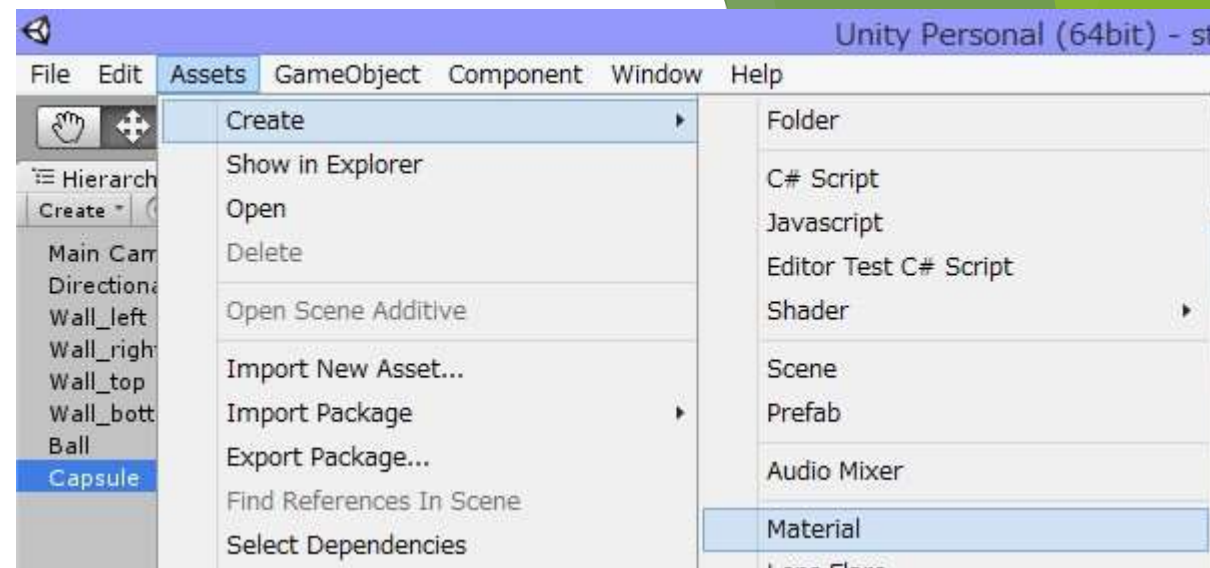 Unity Personal (64bit) - st
File Edit Assets GameObject Component Window Help
Hierarch
Create
Main Cam
Directiona
Wall_left
Wall_righ
Wall_top
Wall_bott
Ball
Capsule
Create
Show in Explorer
Open
Delete
Open Scene Additive
Import New Asset...
Import Package
Export Package...
Find References In Scene
Select Dependencies
Folder
C# Script
Javascript
Editor Test C# Script
Shader
Scene
Prefab
Audio Mixer
Material